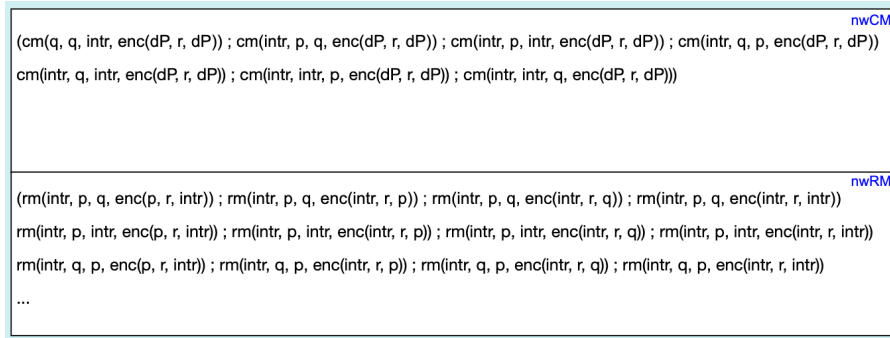 nwCM
(cm(q, q, intr, enc(dP, r, dP)) ; cm(intr, p, q, enc(dP, r, dP)) ; cm(intr, p, intr, enc(dP, r, dP)) ; cm(intr, q, p, enc(dP, r, dP))
cm(intr, q, intr, enc(dP, r, dP)) ; cm(intr, intr, p, enc(dP, r, dP)) ; cm(intr, intr, q, enc(dP, r, dP)))
nwRM
(rm(intr, p, q, enc(p, r, intr)) ; rm(intr, p, q, enc(intr, r, p)) ; rm(intr, p, q, enc(intr, r, q)) ; rm(intr, p, q, enc(intr, r, intr))
rm(intr, p, intr, enc(p, r, intr)) ; rm(intr, p, intr, enc(intr, r, p)) ; rm(intr, p, intr, enc(intr, r, q)) ; rm(intr, p, intr, enc(intr, r, intr))
rm(intr, q, p, enc(p, r, intr)) ; rm(intr, q, p, enc(intr, r, p)) ; rm(intr, q, p, enc(intr, r, q)) ; rm(intr, q, p, enc(intr, r, intr))
...